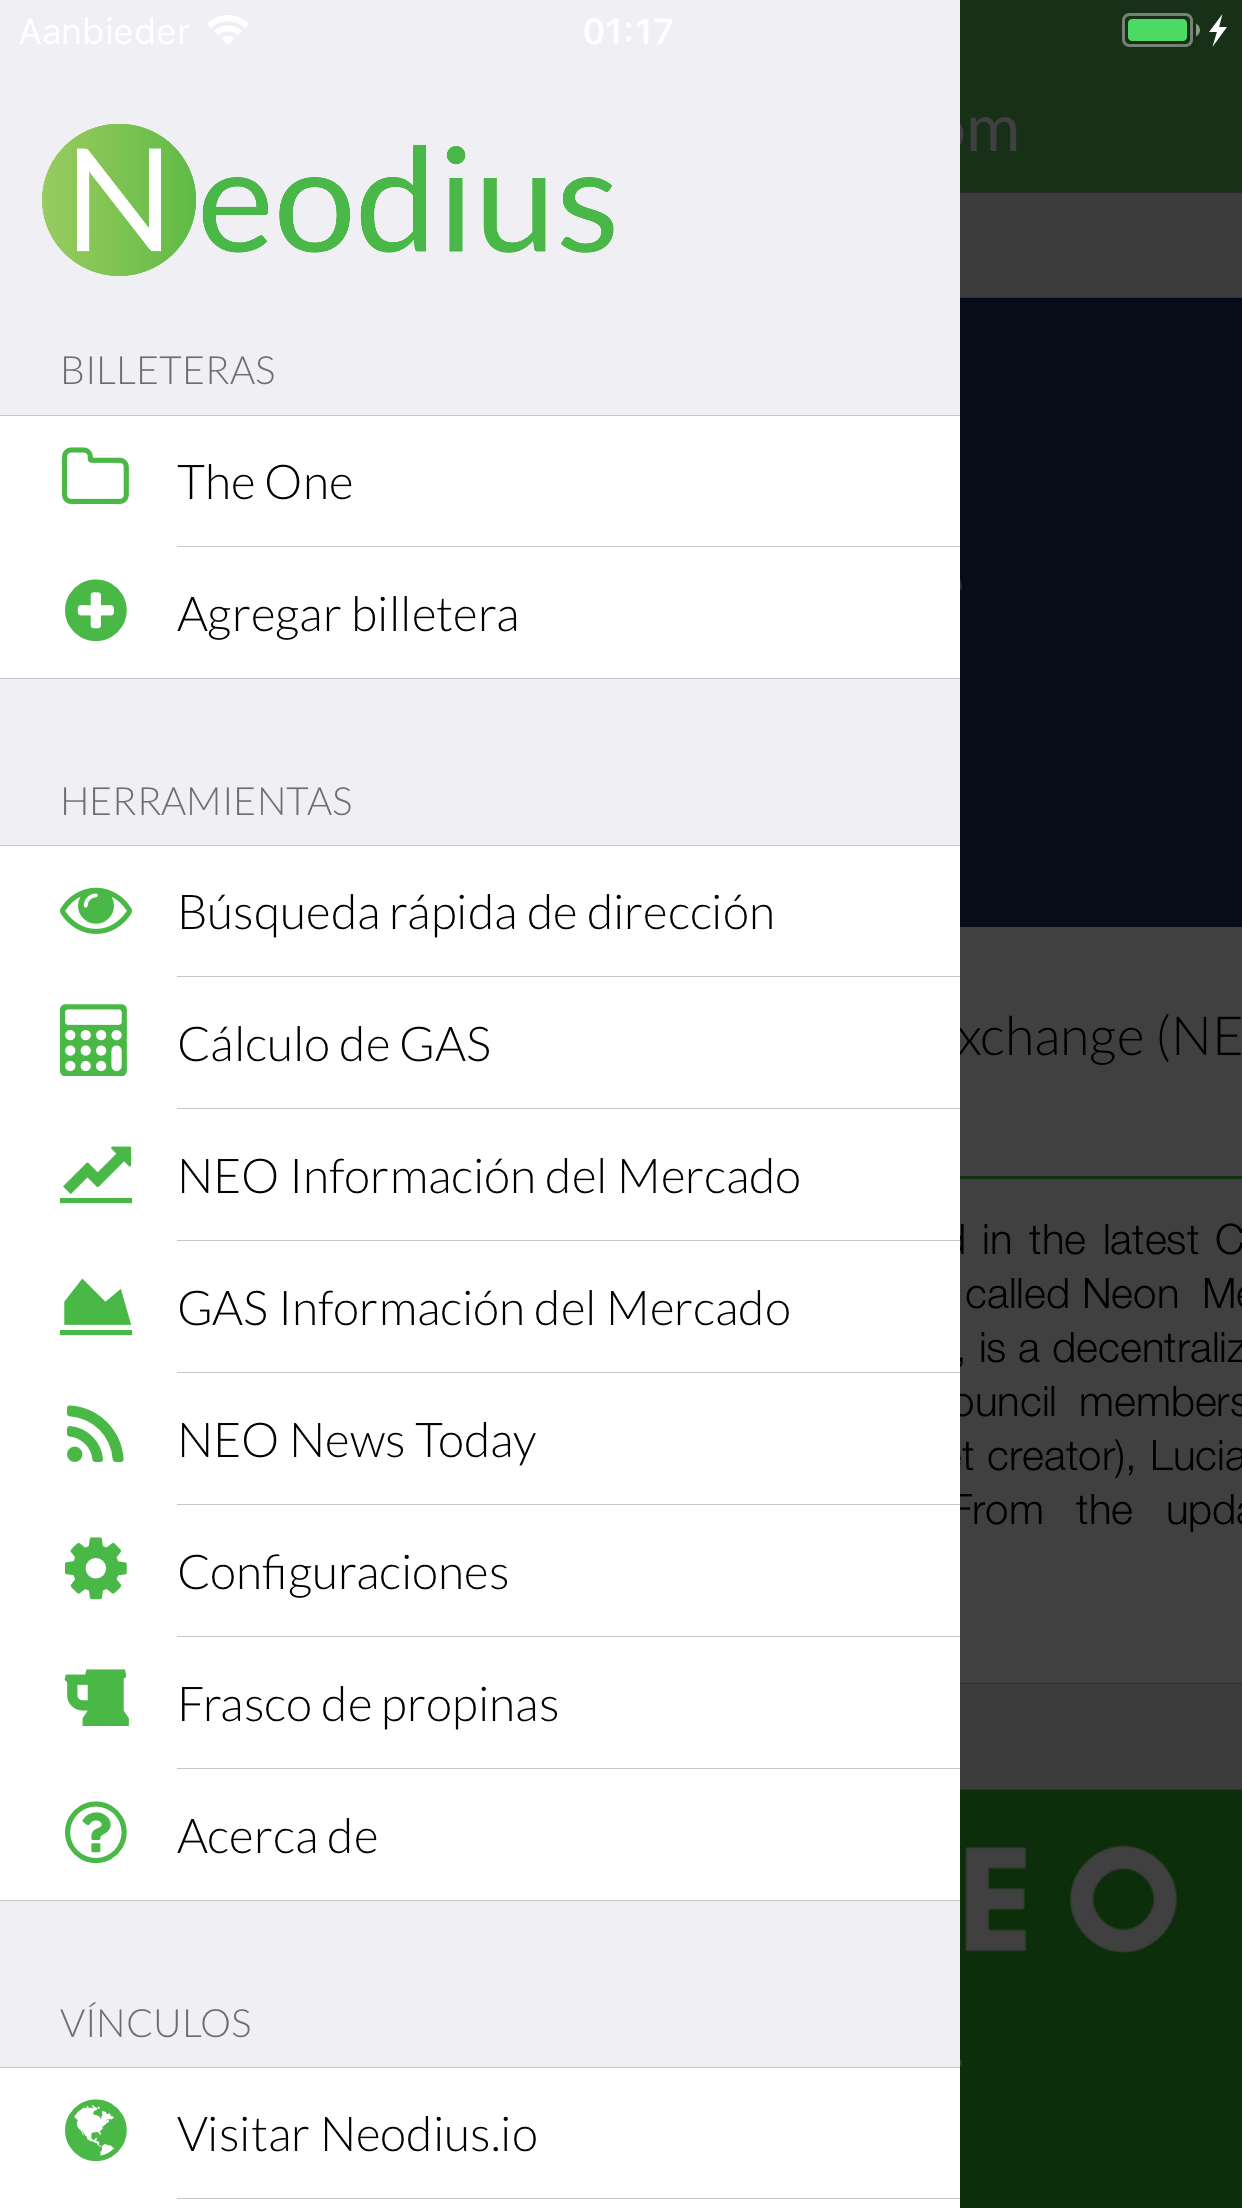 Aanbieder 01:17
Neodius
BILLETERAS
The One
Agregar billetera
HERRAMIENTAS
Búsqueda rápida de dirección
Cálculo de GAS
NEO Información del Mercado
GAS Información del Mercado
NEO News Today
Configuraciones
Frasco de propinas
Acerca de
VÍNCULOS
Visitar Neodius.io
om
xchange (NE
in the latest C
called Neon Me
, is a decentraliz
ouncil members
t creator), Lucia
From the upda
EO